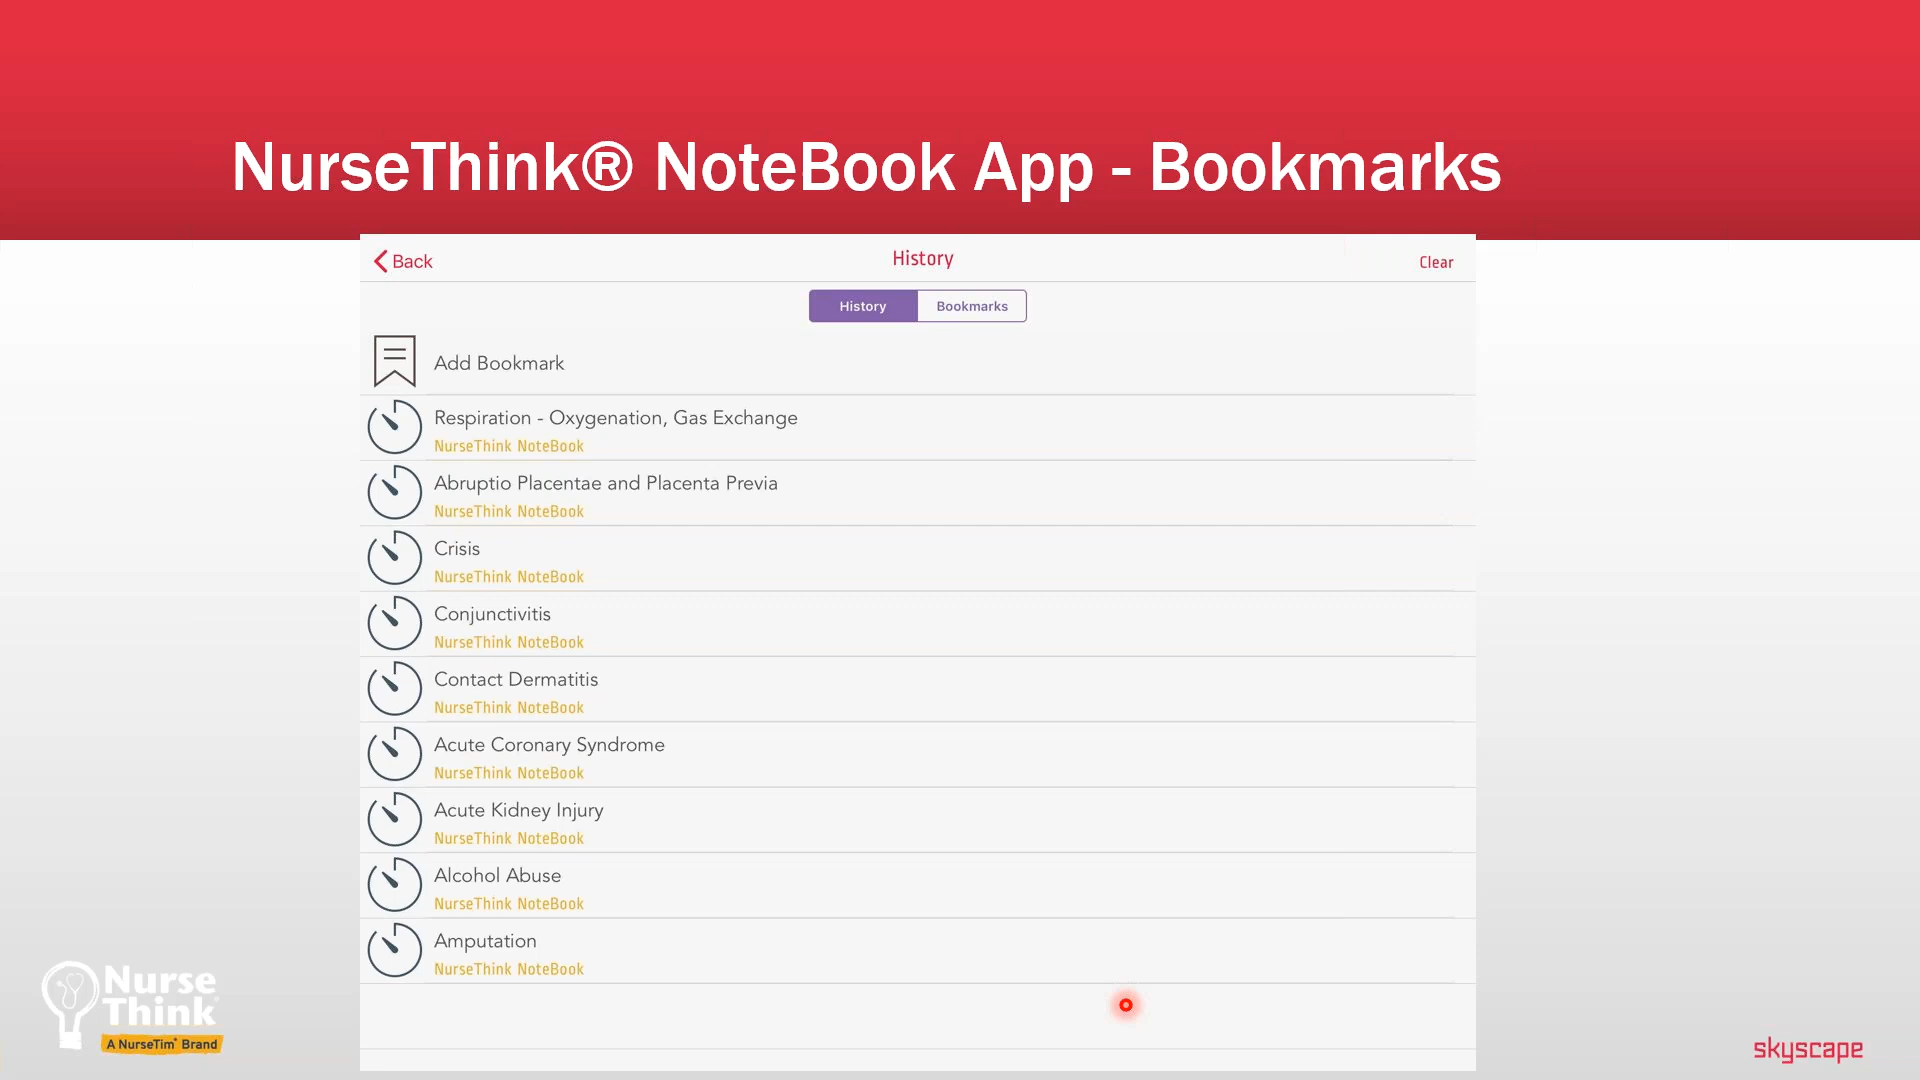 NurseThink® NoteBook App - Bookmarks
Back
History
Clear
History
Bookmarks
Add Bookmark
Respiration - Oxygenation, Gas Exchange
NurseThink NoteBook
Abruptio Placentae and Placenta Previa
NurseThink NoteBook
Crisis
NurseThink NoteBook
Conjunctivitis
NurseThink NoteBook
Contact Dermatitis
NurseThink NoteBook
Acute Coronary Syndrome
NurseThink NoteBook
Acute Kidney Injury
NurseThink NoteBook
Alcohol Abuse
NurseThink NoteBook
Amputation
NurseThink NoteBook
Nurse
Think®
A NurseTim® Brand
skyscape